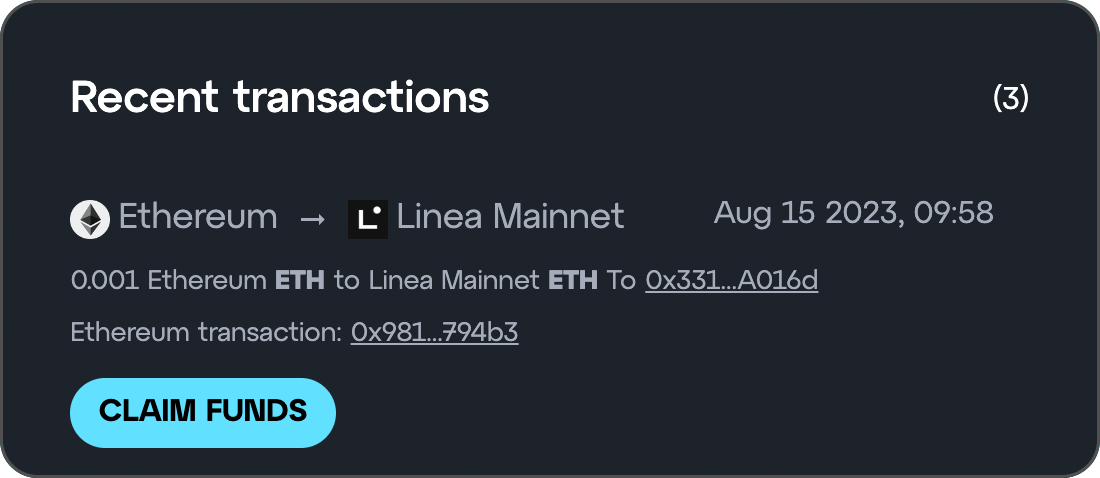 Recent transactions (3)
Ethereum → Linea Mainnet Aug 15 2023, 09:58
0.001 Ethereum ETH to Linea Mainnet ETH To 0x331...A016d
Ethereum transaction: 0x981...794b3
CLAIM FUNDS